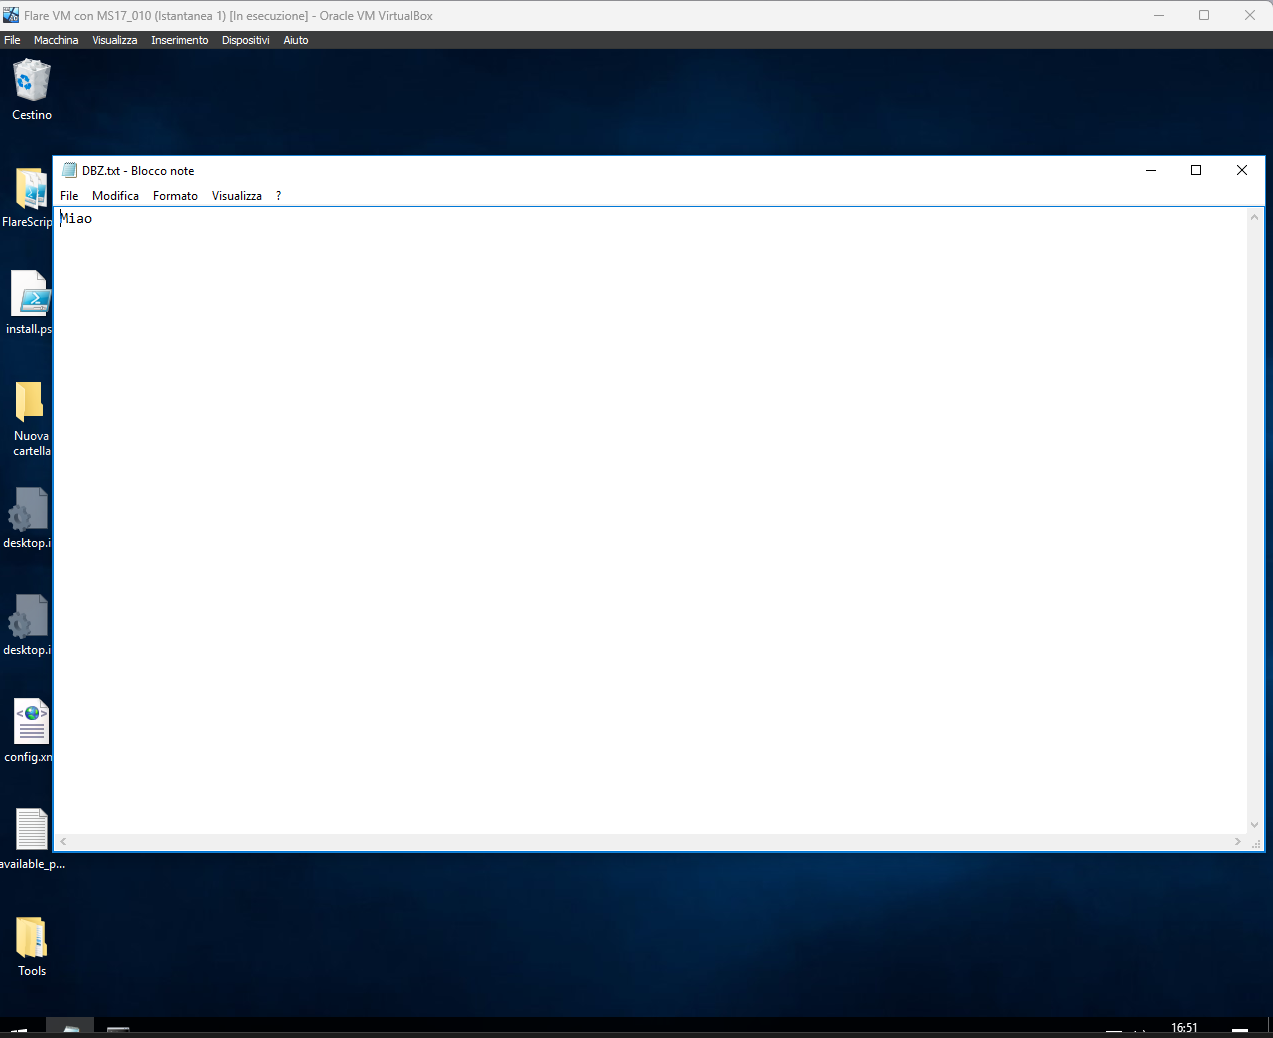 Flare VM con MS17_010 (Istantanea 1) [In esecuzione] - Oracle VM VirtualBox
File Macchina Visualizza Inserimento Dispositivi Aiuto
Cestino
DBZ.txt - Blocco note
File Modifica Formato Visualizza ?
Miao
FlareScrip
install.ps
Nuova
cartella
desktop.i
desktop.i
config.xn
available_p...
Tools
16:51